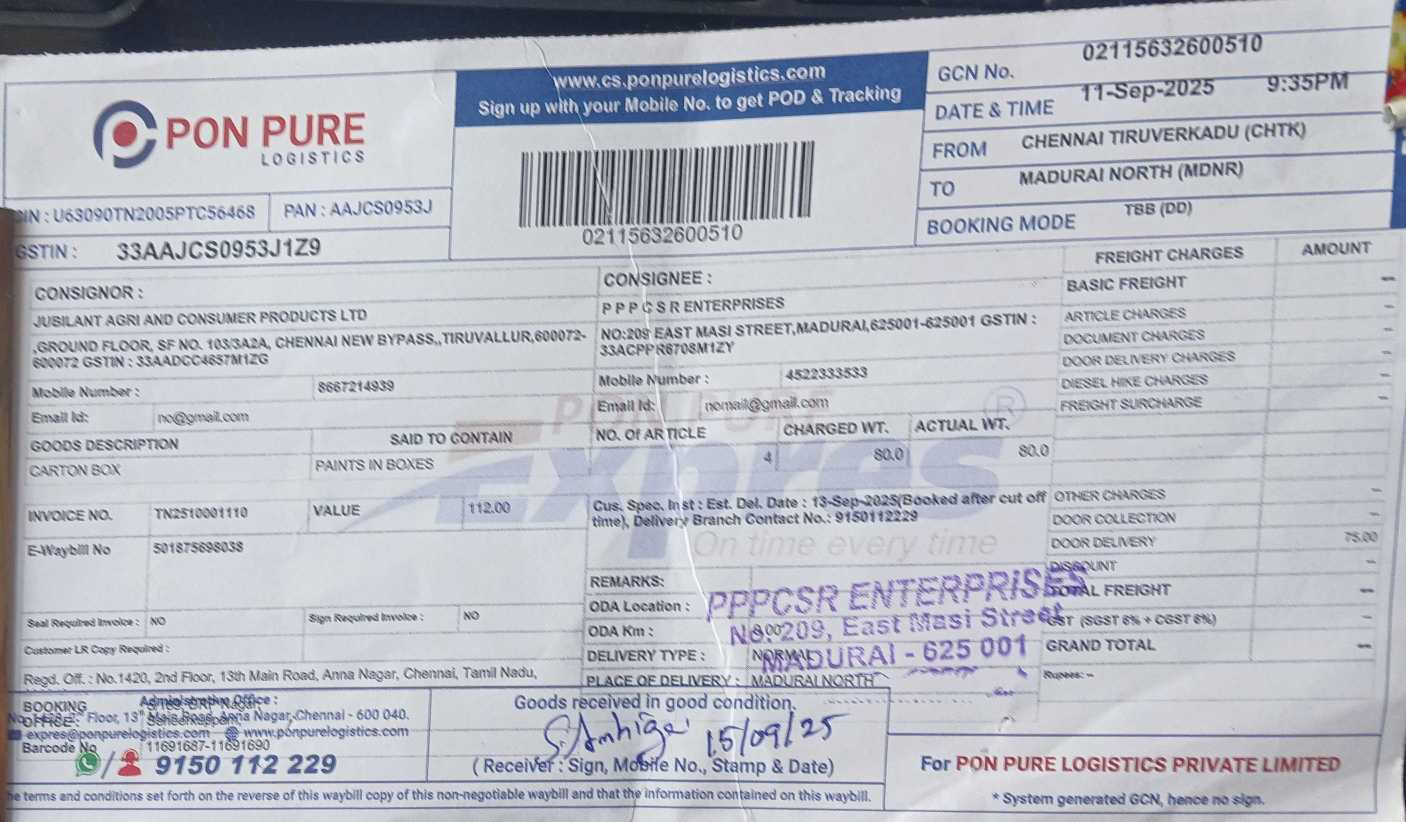 PON PURE
LOGISTICS
www.cs.ponpurelogistics.com
Sign up with your Mobile No. to get POD & Tracking
02115632600510
GCN No. 02115632600510
DATE & TIME 11-Sep-2025 9:35PM
FROM CHENNAI TIRUVERKADU (CHTK)
TO MADURAI NORTH (MDNR)
BOOKING MODE TBB (DD)
IN : U63090TN2005PTC56468 PAN : AAJCS0953J
GSTIN : 33AAJCS0953J1Z9
CONSIGNOR :
JUBILANT AGRI AND CONSUMER PRODUCTS LTD
,GROUND FLOOR, SF NO. 103/3A2A, CHENNAI NEW BYPASS,,TIRUVALLUR,600072-
600072 GSTIN : 33AADCC4657M1ZG
Mobile Number : 8667214939
Email Id: no@gmail.com
CONSIGNEE :
P P P C S R ENTERPRISES
NO:209 EAST MASI STREET,MADURAI,625001-625001 GSTIN :
33ACPPR6708M1ZY
Mobile Number : 4522333533
Email Id: nomail@gmail.com
GOODS DESCRIPTION SAID TO CONTAIN NO. Of ARTICLE CHARGED WT. ACTUAL WT.
CARTON BOX PAINTS IN BOXES 4 80.0 80.0
INVOICE NO. TN2510001110 VALUE 112.00
E-Waybill No 501875698038
Seal Required Invoice : NO Sign Required Invoice : NO
Customer LR Copy Required :
Regd. Off. : No.1420, 2nd Floor, 13th Main Road, Anna Nagar, Chennai, Tamil Nadu,
PON PURE
®
Expres
On time every time
Cus. Spec. Inst : Est. Del. Date : 13-Sep-2025(Booked after cut off
time), Delivery Branch Contact No.: 9150112229
REMARKS:
ODA Location :
ODA Km : 0.00
DELIVERY TYPE : NORMAL
PLACE OF DELIVERY : MADURAI NORTH
PPPCSR ENTERPRISES
No. 209, East Masi Street
MADURAI - 625 001
FREIGHT CHARGES AMOUNT
BASIC FREIGHT --
ARTICLE CHARGES --
DOCUMENT CHARGES --
DOOR DELIVERY CHARGES --
DIESEL HIKE CHARGES --
FREIGHT SURCHARGE --
OTHER CHARGES --
DOOR COLLECTION --
DOOR DELIVERY 75.00
DISCOUNT --
TOTAL FREIGHT --
GST (SGST 6% + CGST 6%) --
GRAND TOTAL --
Rupees: --
BOOKING
OFFICE:
Administrative Office :
Floor, 13th Main Road, Anna Nagar, Chennai - 600 040.
expres@ponpurelogistics.com www.ponpurelogistics.com
Barcode No 11691687-11691690
9150 112 229
Goods received in good condition.
15/09/25
( Receiver : Sign, Mobile No., Stamp & Date)
For PON PURE LOGISTICS PRIVATE LIMITED
* System generated GCN, hence no sign.
he terms and conditions set forth on the reverse of this waybill copy of this non-negotiable waybill and that the information contained on this waybill.